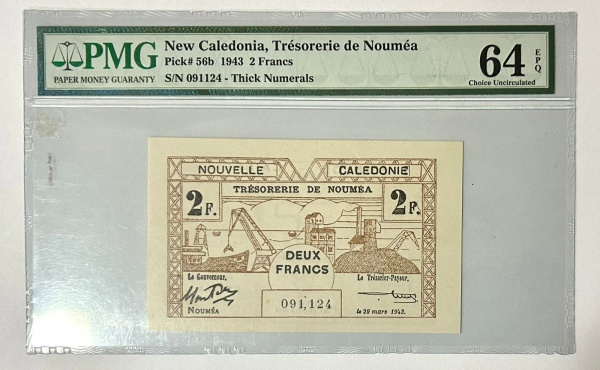 PMG
PAPER MONEY GUARANTY
New Caledonia, Trésorerie de Nouméa
Pick# 56b 1943 2 Francs
S/N 091124 - Thick Numerals
64 EPQ
Choice Uncirculated
NOUVELLE CALEDONIE
TRÉSORERIE DE NOUMÉA
2 F. 2 F.
DEUX
FRANCS
Le Gouverneur, Le Trésorier-Payeur,
091,124
NOUMÉA le 29 mars 1943.